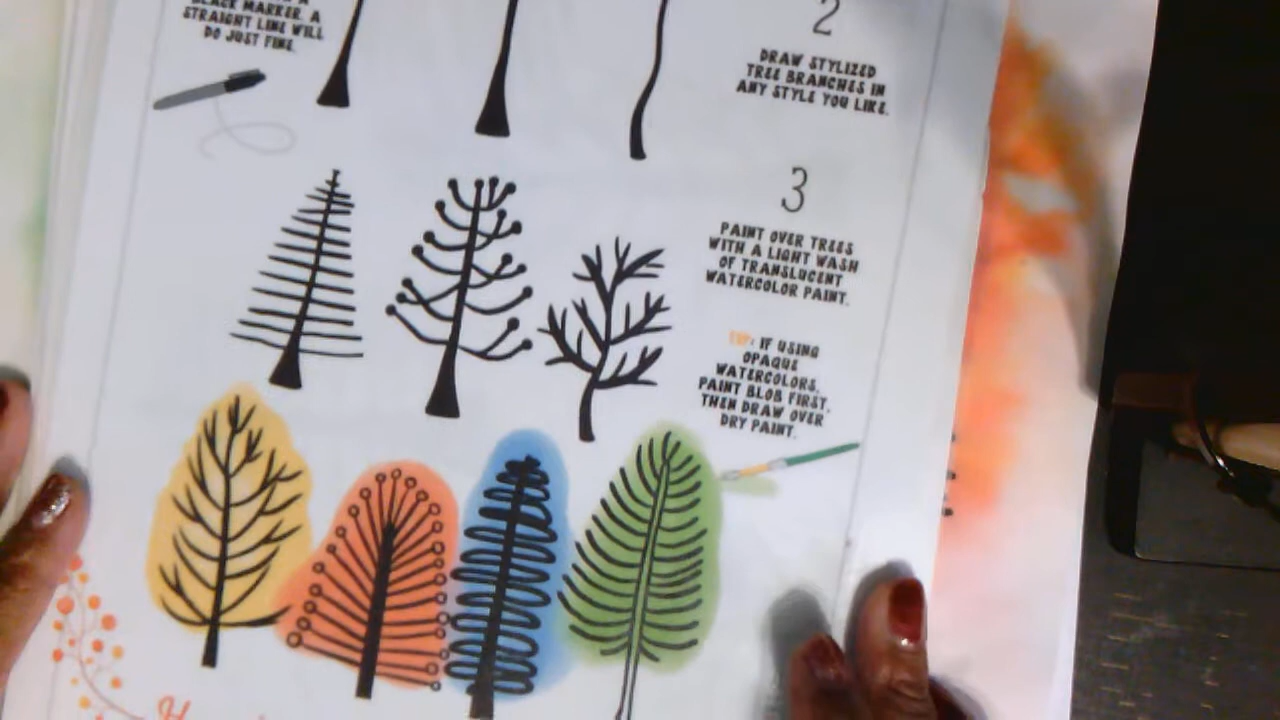 BLACK MARKER. A
STRAIGHT LINE WILL
DO JUST FINE.
2
DRAW STYLIZED
TREE BRANCHES IN
ANY STYLE YOU LIKE.
3
PAINT OVER TREES
WITH A LIGHT WASH
OF TRANSLUCENT
WATERCOLOR PAINT.
TIP: IF USING
OPAQUE
WATERCOLORS,
PAINT BLOB FIRST,
THEN DRAW OVER
DRY PAINT.